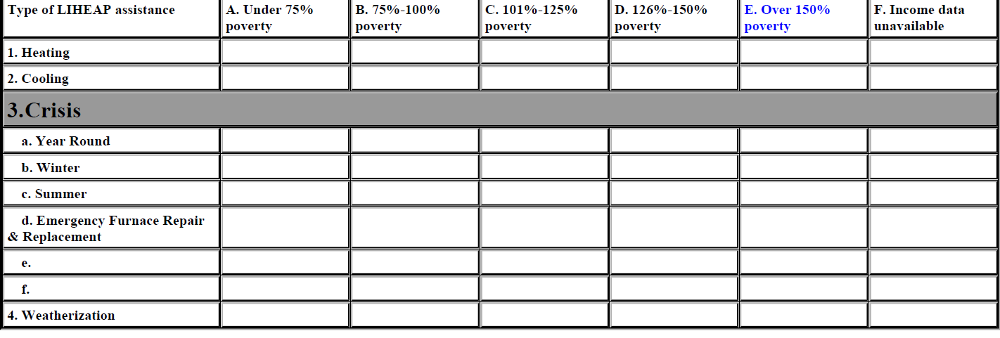 Type of LIHEAP assistance A. Under 75% B. 75%-100% C. 101%-125% D. 126%-150% E. Over 150% F. Income data
poverty poverty poverty poverty poverty unavailable
1. Heating
2. Cooling
3.Crisis
a. Year Round
b. Winter
c. Summer
d. Emergency Furnace Repair
& Replacement
e.
f.
4. Weatherization